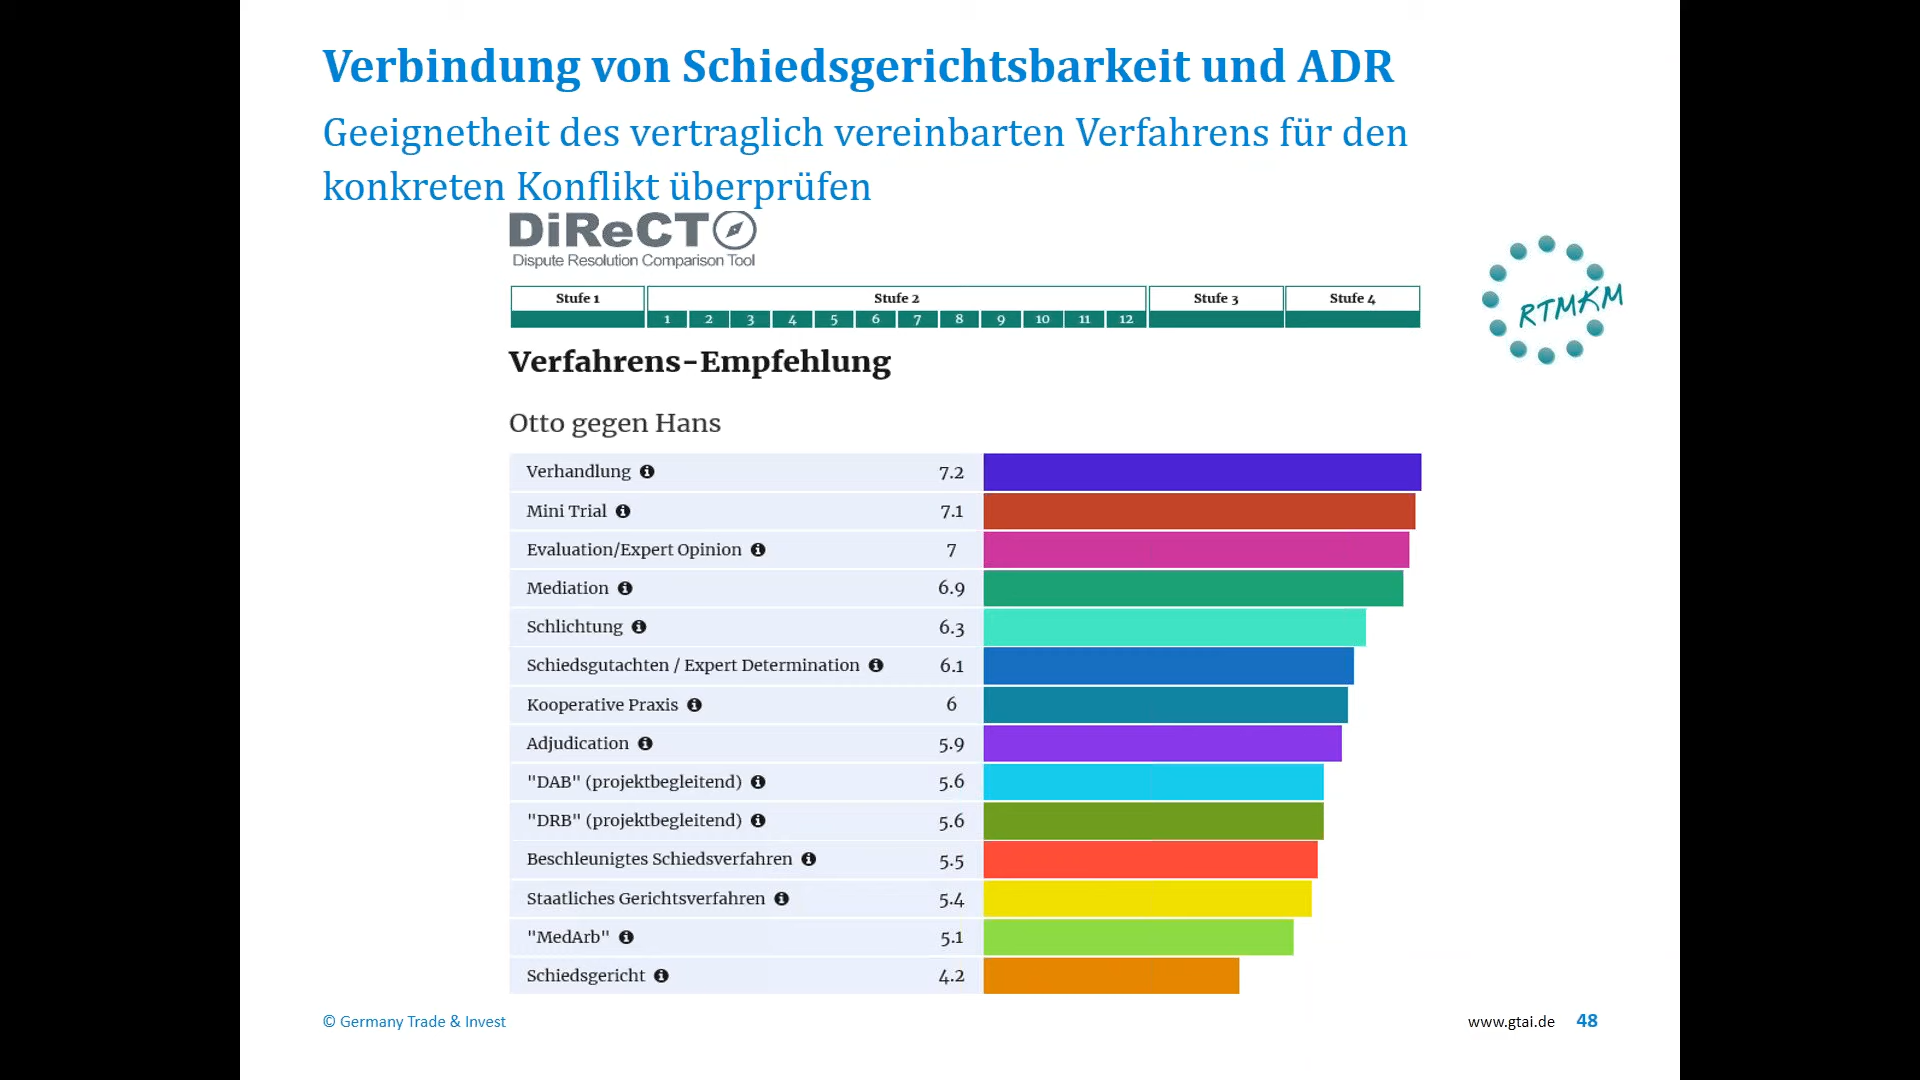 Verbindung von Schiedsgerichtsbarkeit und ADR
Geeignetheit des vertraglich vereinbarten Verfahrens für den
konkreten Konflikt überprüfen
DiReCT
Dispute Resolution Comparison Tool
Stufe 1 Stufe 2 Stufe 3 Stufe 4
1 2 3 4 5 6 7 8 9 10 11 12
RTMKM
Verfahrens-Empfehlung
Otto gegen Hans
Verhandlung 7.2
Mini Trial 7.1
Evaluation/Expert Opinion 7
Mediation 6.9
Schlichtung 6.3
Schiedsgutachten / Expert Determination 6.1
Kooperative Praxis 6
Adjudication 5.9
"DAB" (projektbegleitend) 5.6
"DRB" (projektbegleitend) 5.6
Beschleunigtes Schiedsverfahren 5.5
Staatliches Gerichtsverfahren 5.4
"MedArb" 5.1
Schiedsgericht 4.2
© Germany Trade & Invest www.gtai.de 48